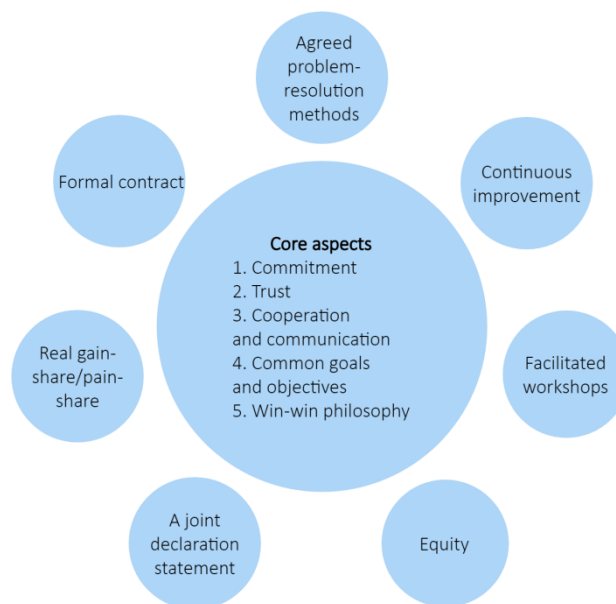 Agreed
problem-
resolution
methods
Continuous
improvement
Formal contract
Core aspects
1. Commitment
2. Trust
3. Cooperation
and communication
4. Common goals
and objectives
5. Win-win philosophy
Real gain-
share/pain-
share
Facilitated
workshops
A joint
declaration
statement
Equity